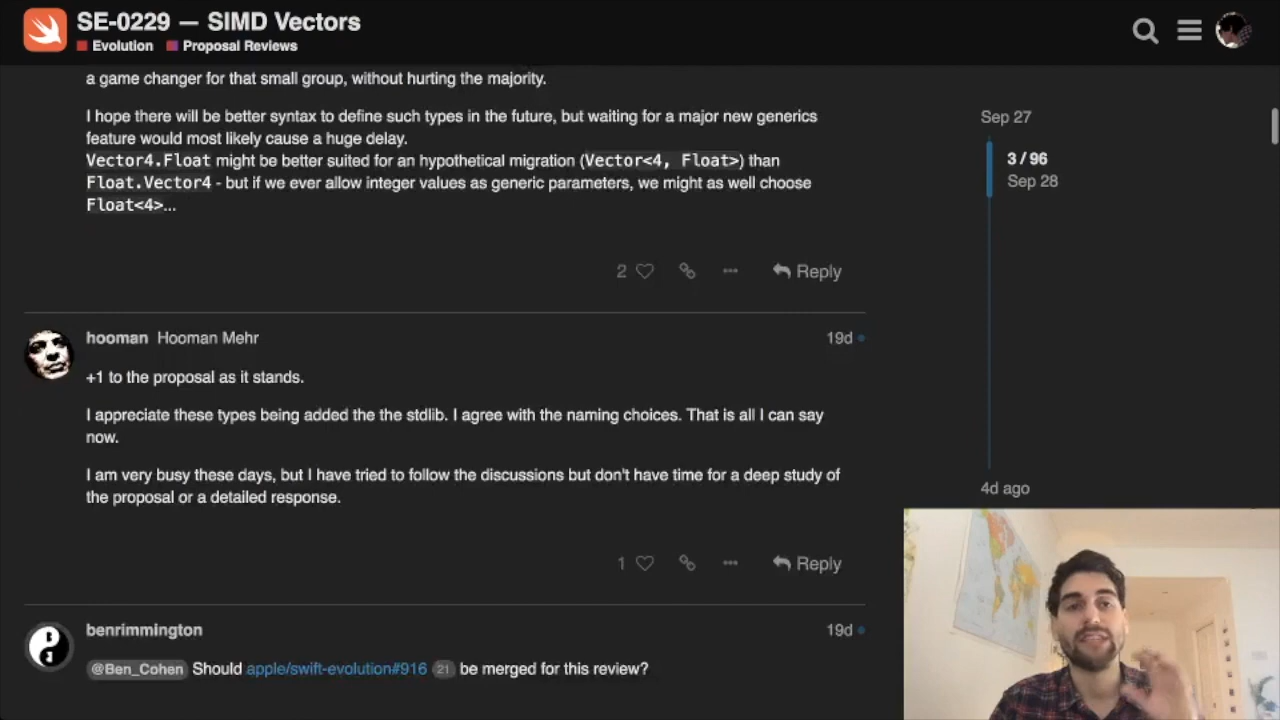 SE-0229 — SIMD Vectors
Evolution Proposal Reviews
a game changer for that small group, without hurting the majority.
I hope there will be better syntax to define such types in the future, but waiting for a major new generics
feature would most likely cause a huge delay.
Vector4.Float might be better suited for an hypothetical migration (Vector<4, Float>) than
Float.Vector4 - but if we ever allow integer values as generic parameters, we might as well choose
Float<4>...
2 Reply
hooman Hooman Mehr 19d
+1 to the proposal as it stands.
I appreciate these types being added the the stdlib. I agree with the naming choices. That is all I can say
now.
I am very busy these days, but I have tried to follow the discussions but don't have time for a deep study of
the proposal or a detailed response.
1 Reply
benrimmington 19d
@Ben_Cohen Should apple/swift-evolution#916 21 be merged for this review?
Sep 27
3 / 96
Sep 28
4d ago